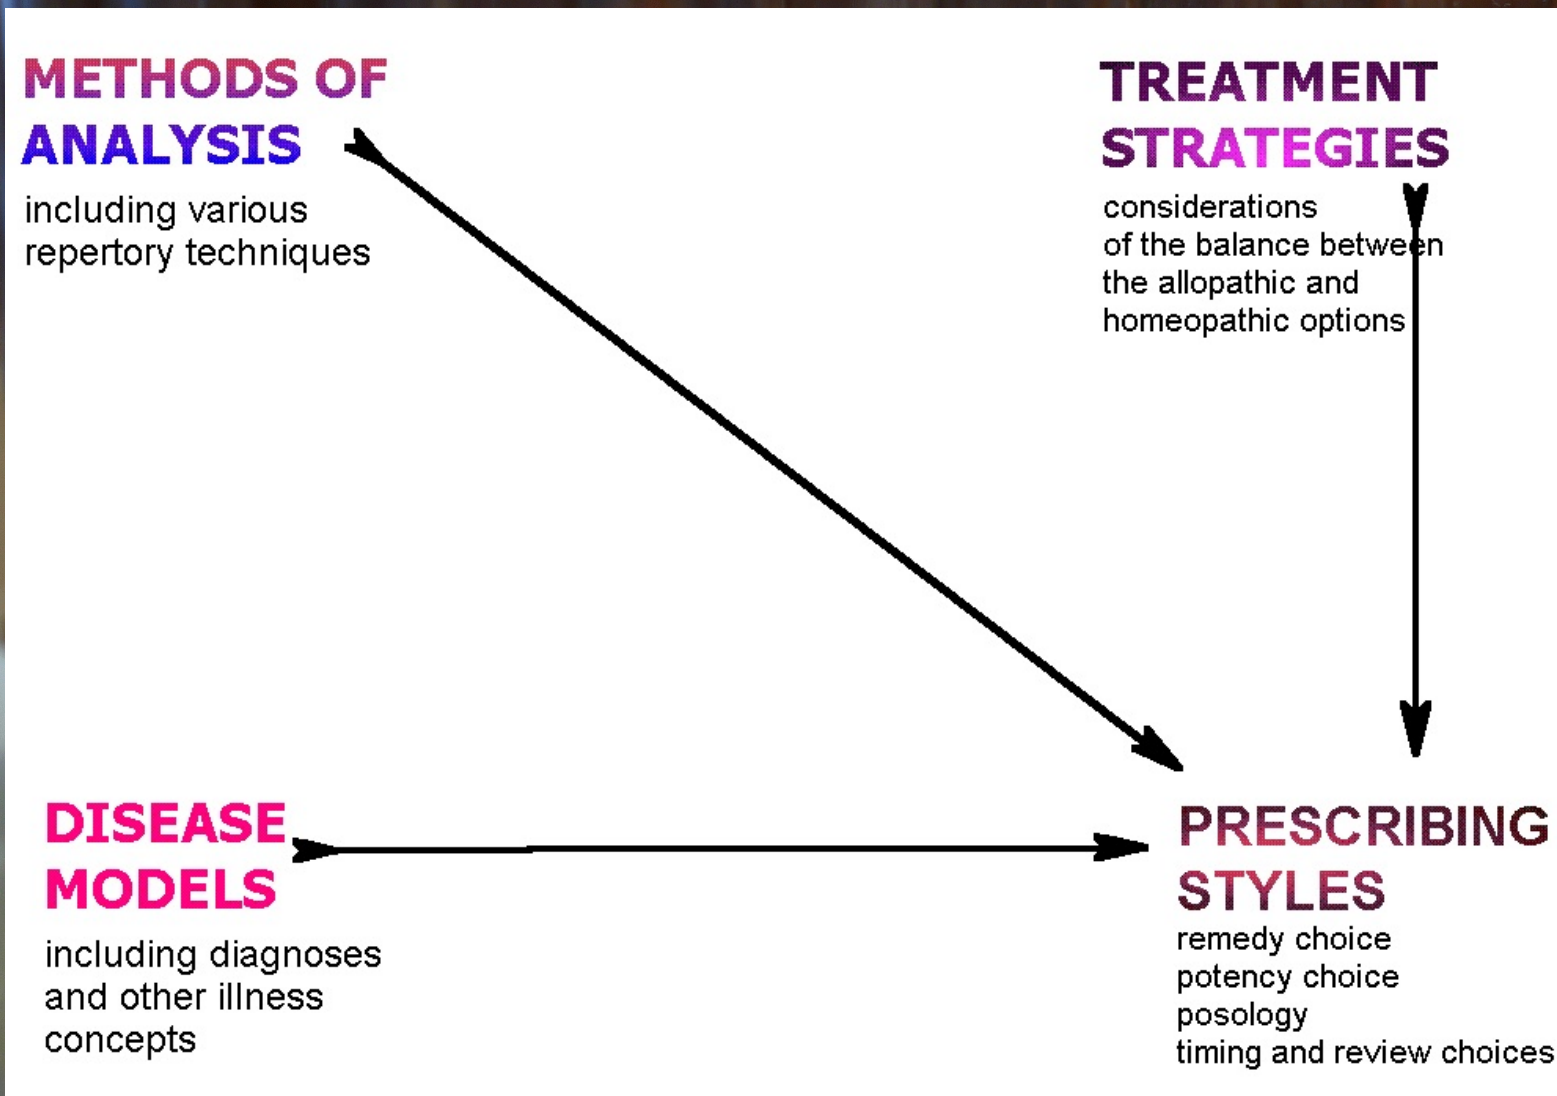 METHODS OF
ANALYSIS
including various
repertory techniques
TREATMENT
STRATEGIES
considerations
of the balance between
the allopathic and
homeopathic options
DISEASE
MODELS
including diagnoses
and other illness
concepts
PRESCRIBING
STYLES
remedy choice
potency choice
posology
timing and review choices